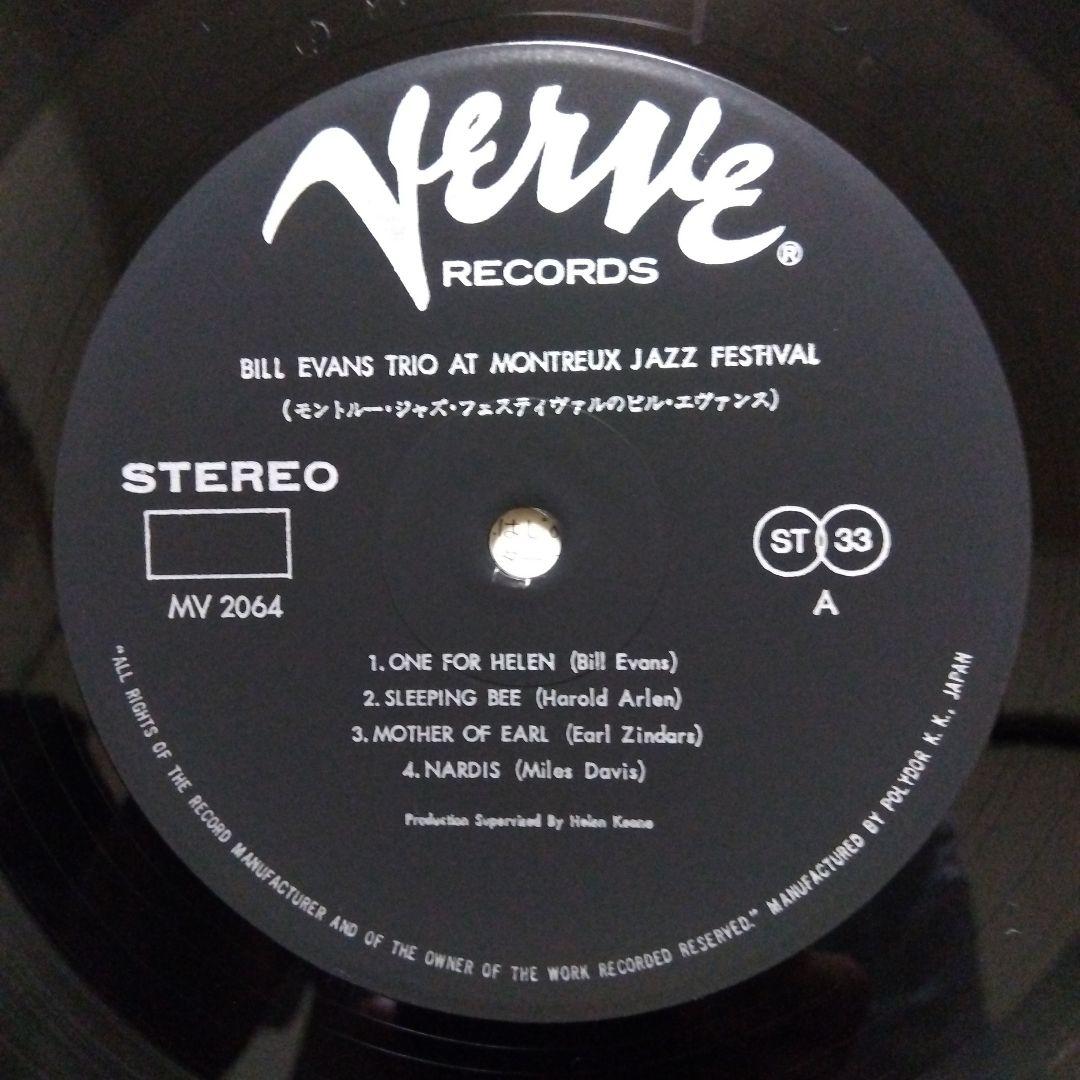 Verve®
RECORDS
BILL EVANS TRIO AT MONTREUX JAZZ FESTIVAL
(モントルー・ジャズ・フェスティヴァルのビル・エヴァンス)
STEREO
MV 2064
ST 33
A
1. ONE FOR HELEN (Bill Evans)
2. SLEEPING BEE (Harold Arlen)
3. MOTHER OF EARL (Earl Zindars)
4. NARDIS (Miles Davis)
Production Supervized By Helen Keane
"ALL RIGHTS OF THE RECORD MANUFACTURER AND OF THE OWNER OF THE WORK RECORDED RESERVED." MANUFACTURED BY POLYDOR K.K., JAPAN